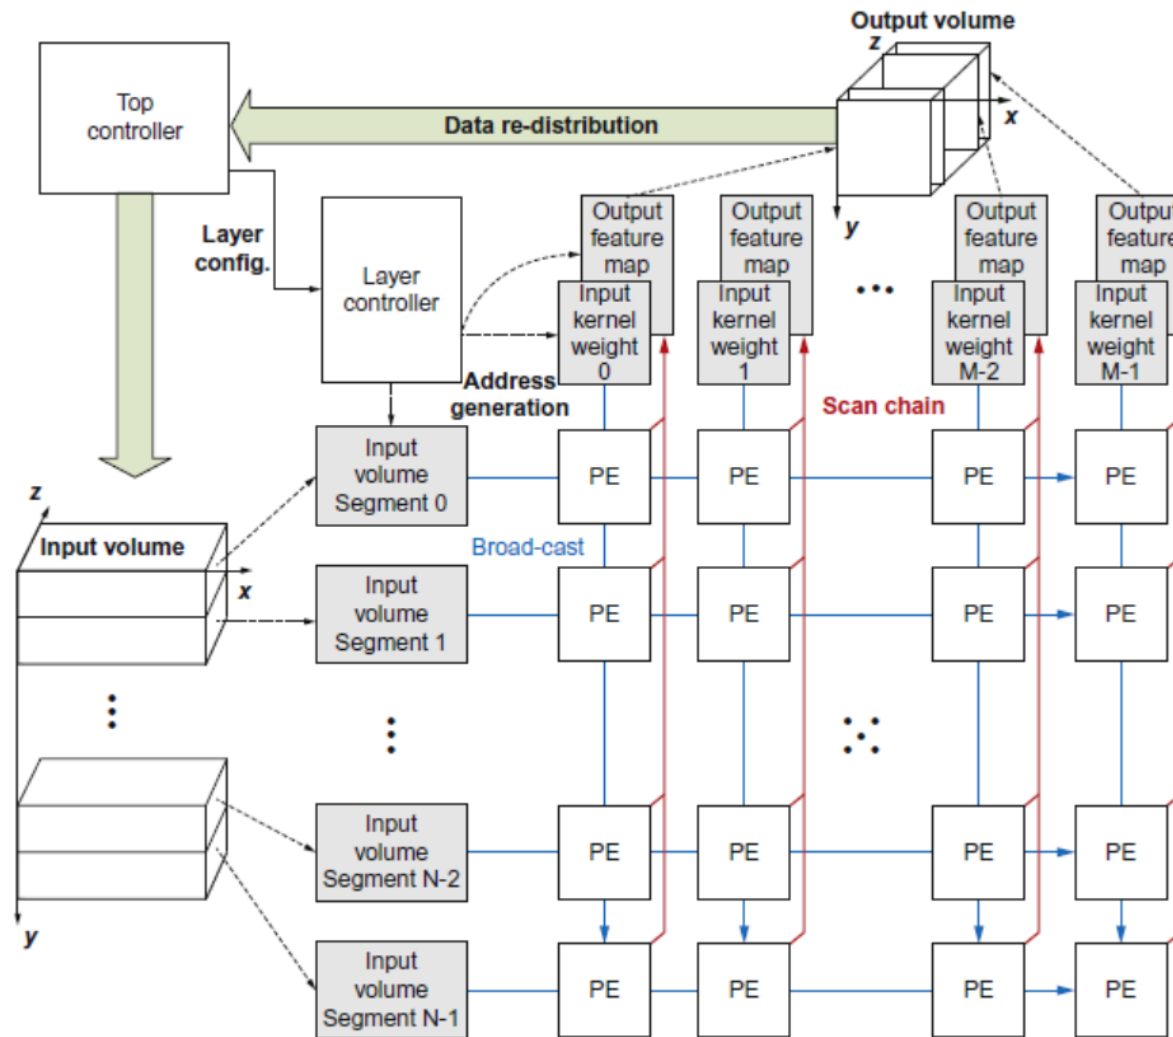 Output volume
z
x
y
Top
controller
Data re-distribution
Layer
config.
Layer
controller
Output
feature
map
Input
kernel
weight
0
Output
feature
map
Input
kernel
weight
1
Output
feature
map
Input
kernel
weight
M-2
Output
feature
map
Input
kernel
weight
M-1
Address
generation
Scan chain
Input
volume
Segment 0
PE
PE
PE
PE
z
Input volume
x
Broad-cast
Input
volume
Segment 1
PE
PE
PE
PE
Input
volume
Segment N-2
PE
PE
PE
PE
y
Input
volume
Segment N-1
PE
PE
PE
PE